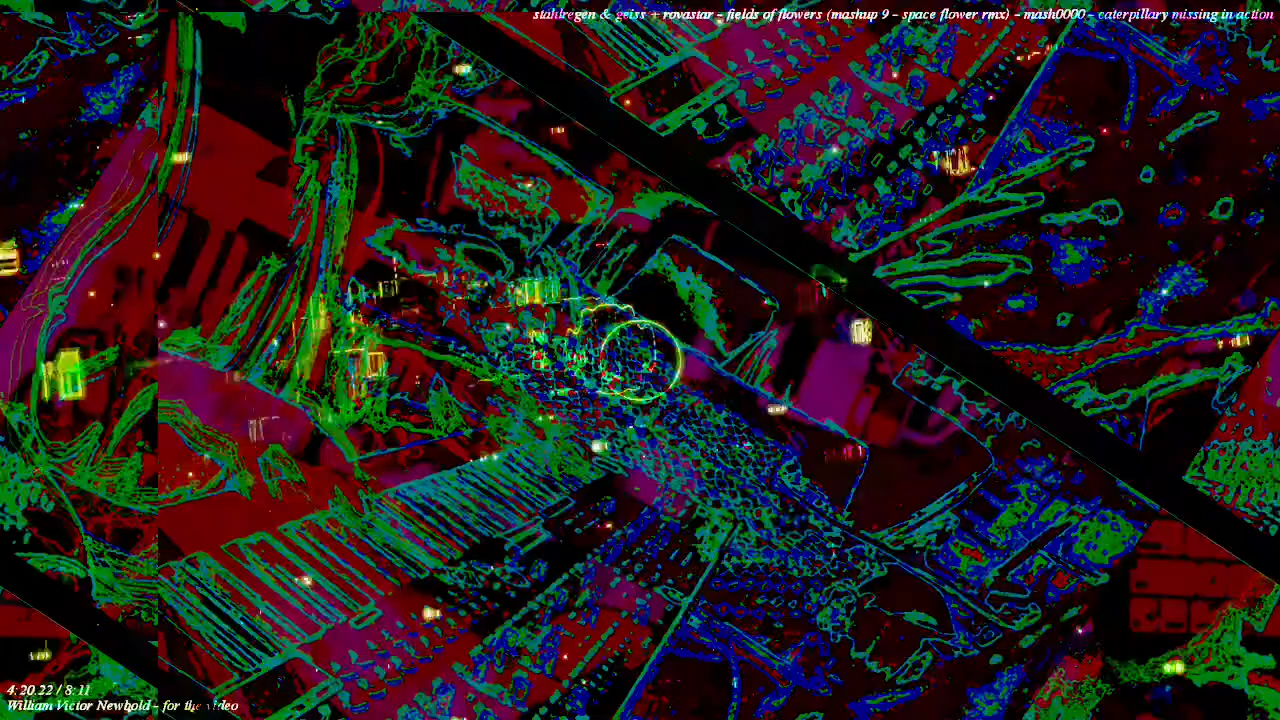 stahlregen & geiss + rovastar - fields of flowers (mashup 9 - space flower rmx) - mash0000 - caterpillary missing in action
4.20.22 / 8:11
William Victor Newbold - for the video